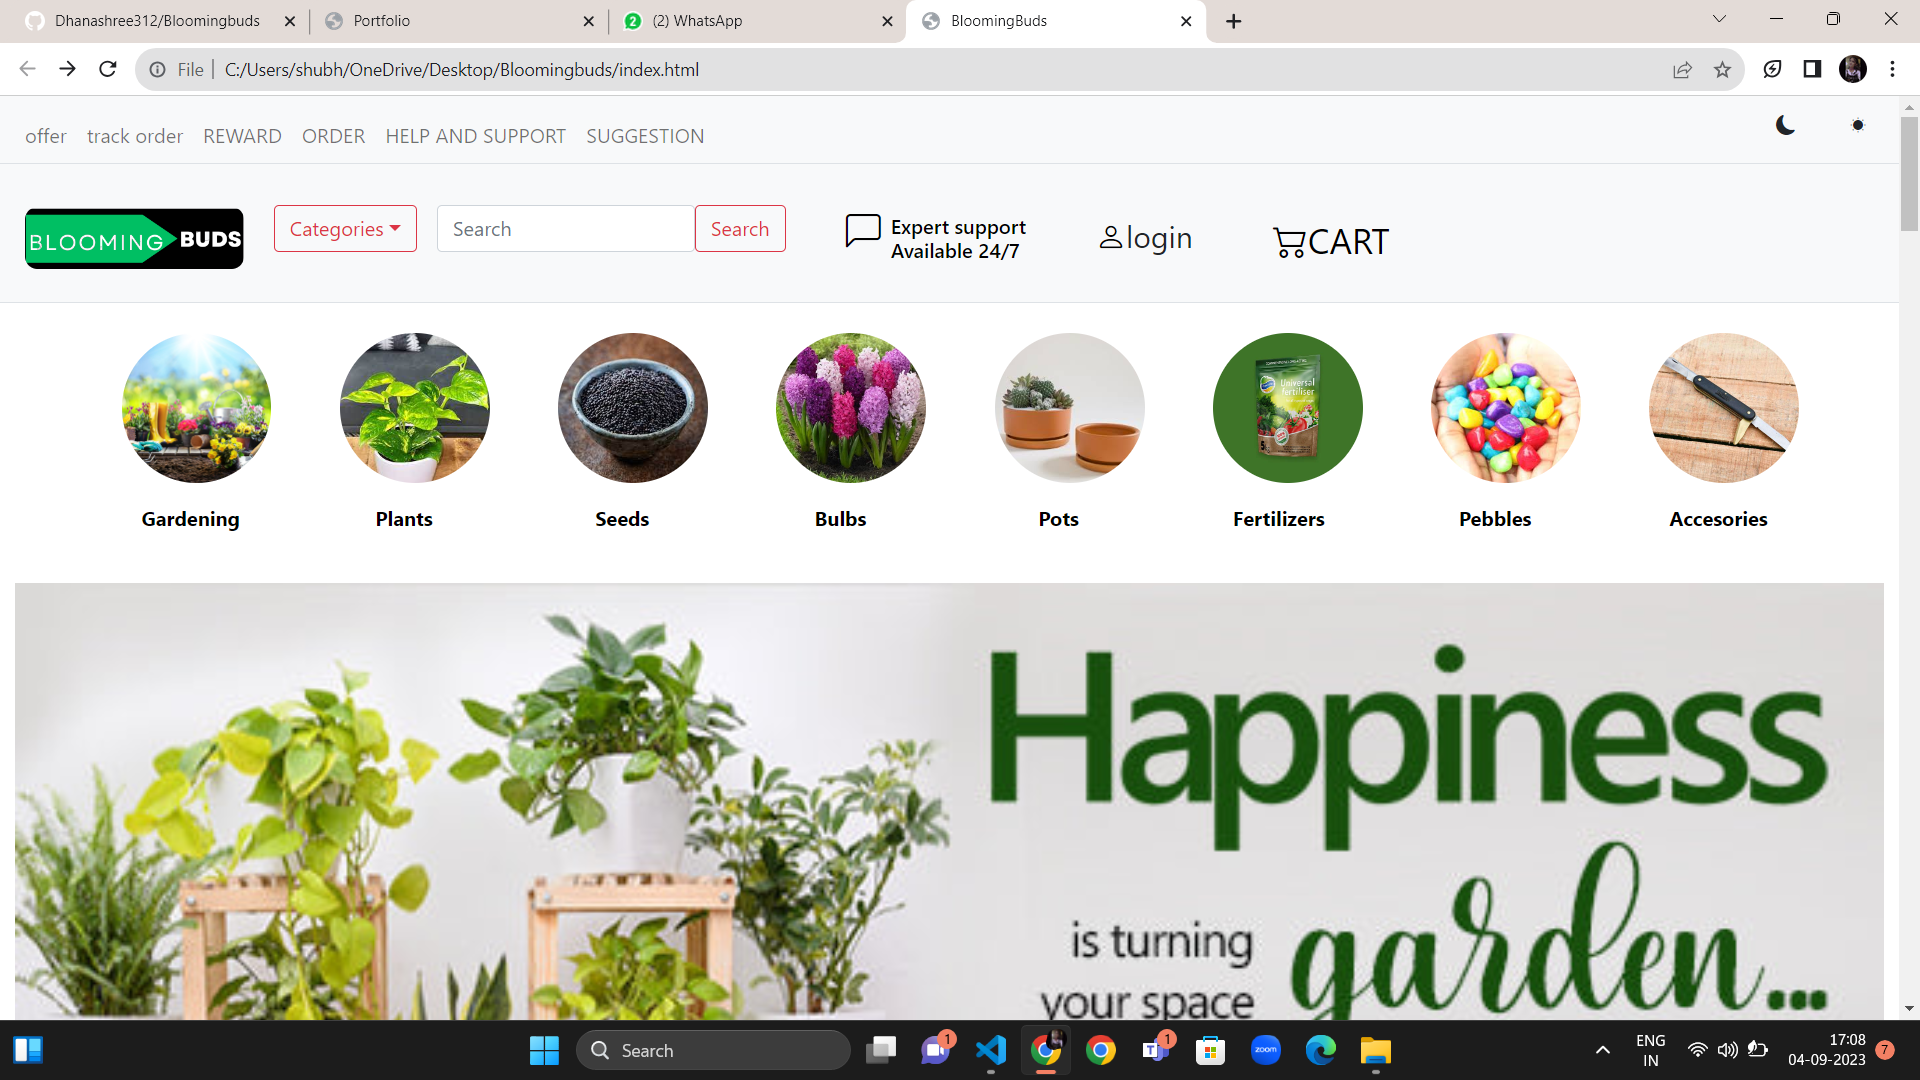 Dhanashree312/Bloomingbuds
Portfolio
(2) WhatsApp
BloomingBuds
File
C:/Users/shubh/OneDrive/Desktop/Bloomingbuds/index.html
offer track order REWARD ORDER HELP AND SUPPORT SUGGESTION
BLOOMING BUDS
Categories
Search
Search
Expert support
Available 24/7
login
CART
Universal
fertiliser
Gardening
Plants
Seeds
Bulbs
Pots
Fertilizers
Pebbles
Accesories
Happiness
is turning
your space
garden...
Search
1
1
zoom
ENG
IN
17:08
04-09-2023
7